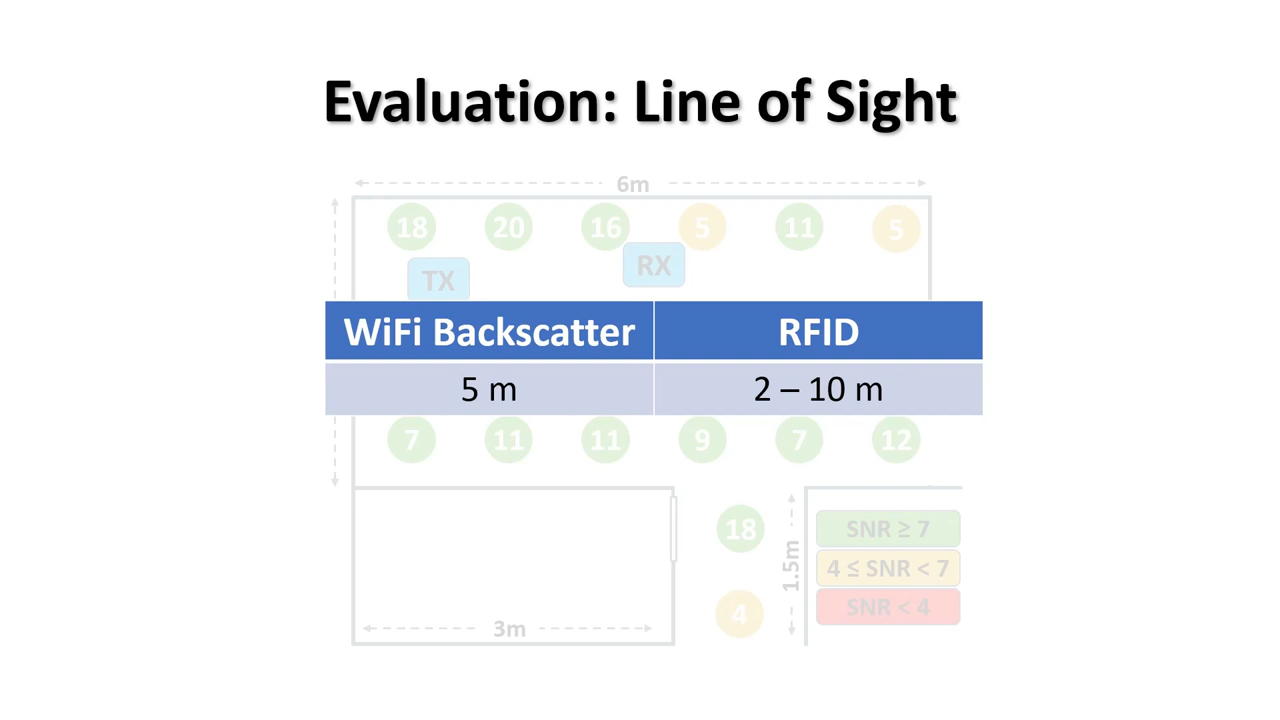 Evaluation: Line of Sight
6m
18 20 16 5 11 5
TX RX
WiFi Backscatter RFID
5 m 2 – 10 m
7 11 11 9 7 12
18
SNR ≥ 7
1.5m
4 ≤ SNR < 7
SNR < 4
4
3m